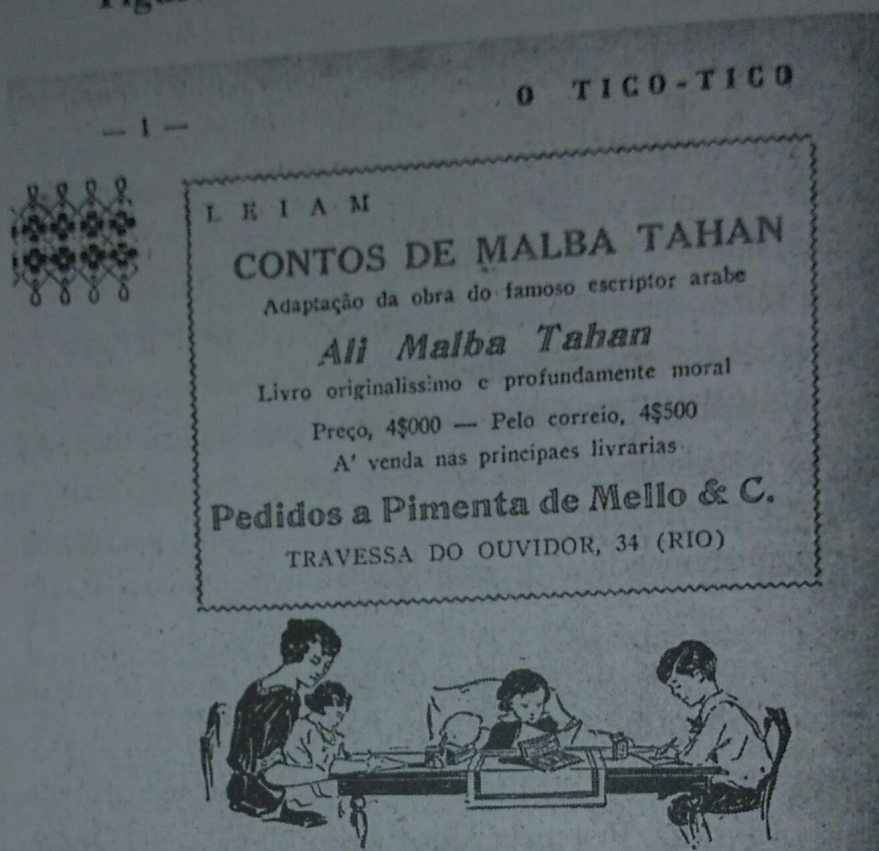 O TICO-TICO
— 1 —
LEIAM
CONTOS DE MALBA TAHAN
Adaptação da obra do famoso escriptor arabe
Ali Malba Tahan
Livro originalissimo e profundamente moral
Preço, 4$000 — Pelo correio, 4$500
A' venda nas principaes livrarias
Pedidos a Pimenta de Mello & C.
TRAVESSA DO OUVIDOR, 34 (RIO)